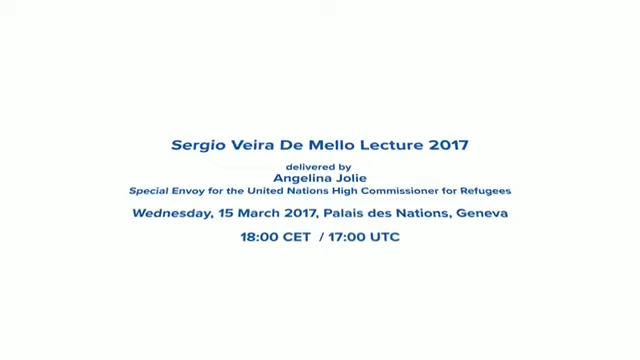 Sergio Veira De Mello Lecture 2017
delivered by
Angelina Jolie
Special Envoy for the United Nations High Commissioner for Refugees
Wednesday, 15 March 2017, Palais des Nations, Geneva
18:00 CET / 17:00 UTC